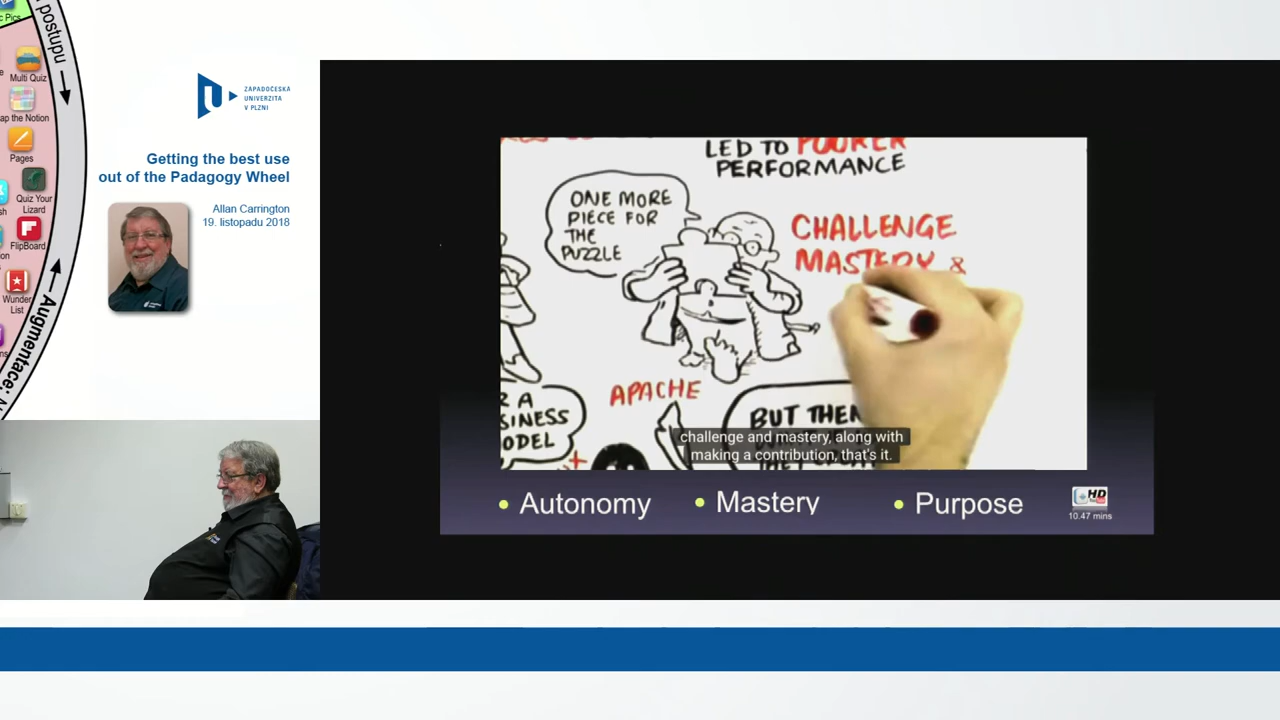 postupu
c Pics
Multi Quiz
ap the Notion
Pages
Quiz Your
Lizard
FlipBoard
Wunder
List
Augmentace:
ZÁPADOČESKÁ
UNIVERZITA
V PLZNI
Getting the best use
out of the Padagogy Wheel
Allan Carrington
19. listopadu 2018
LED TO POORER
PERFORMANCE
ONE MORE
PIECE FOR
THE
PUZZLE
CHALLENGE
MASTERY &
APACHE
R A
SINESS
ODEL
BUT THEN
challenge and mastery, along with
making a contribution, that's it.
• Autonomy • Mastery • Purpose
HD
10.47 mins